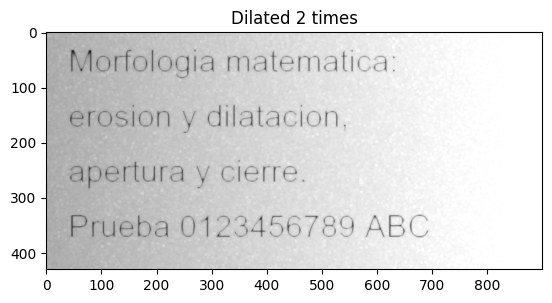 Dilated 2 times
0
100
200
300
400
Morfologia matematica:
erosion y dilatacion,
apertura y cierre.
Prueba 0123456789 ABC
0 100 200 300 400 500 600 700 800